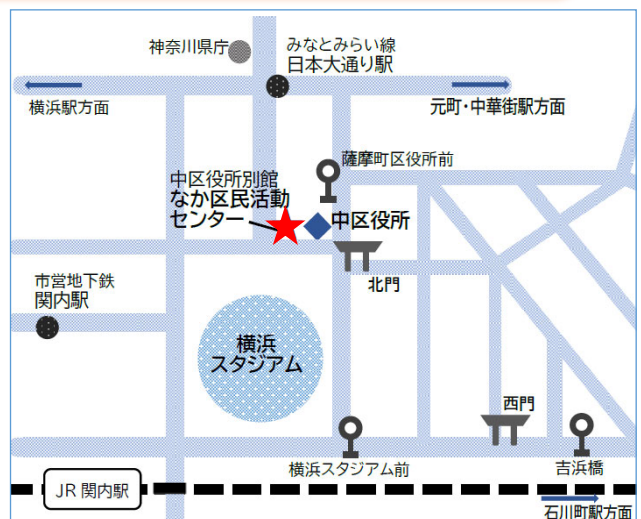 神奈川県庁
みなとみらい線
日本大通り駅
横浜駅方面
元町・中華街駅方面
薩摩町区役所前
中区役所別館
なか区民活動
センター
中区役所
北門
市営地下鉄
関内駅
横浜
スタジアム
西門
横浜スタジアム前
吉浜橋
JR 関内駅
石川町駅方面